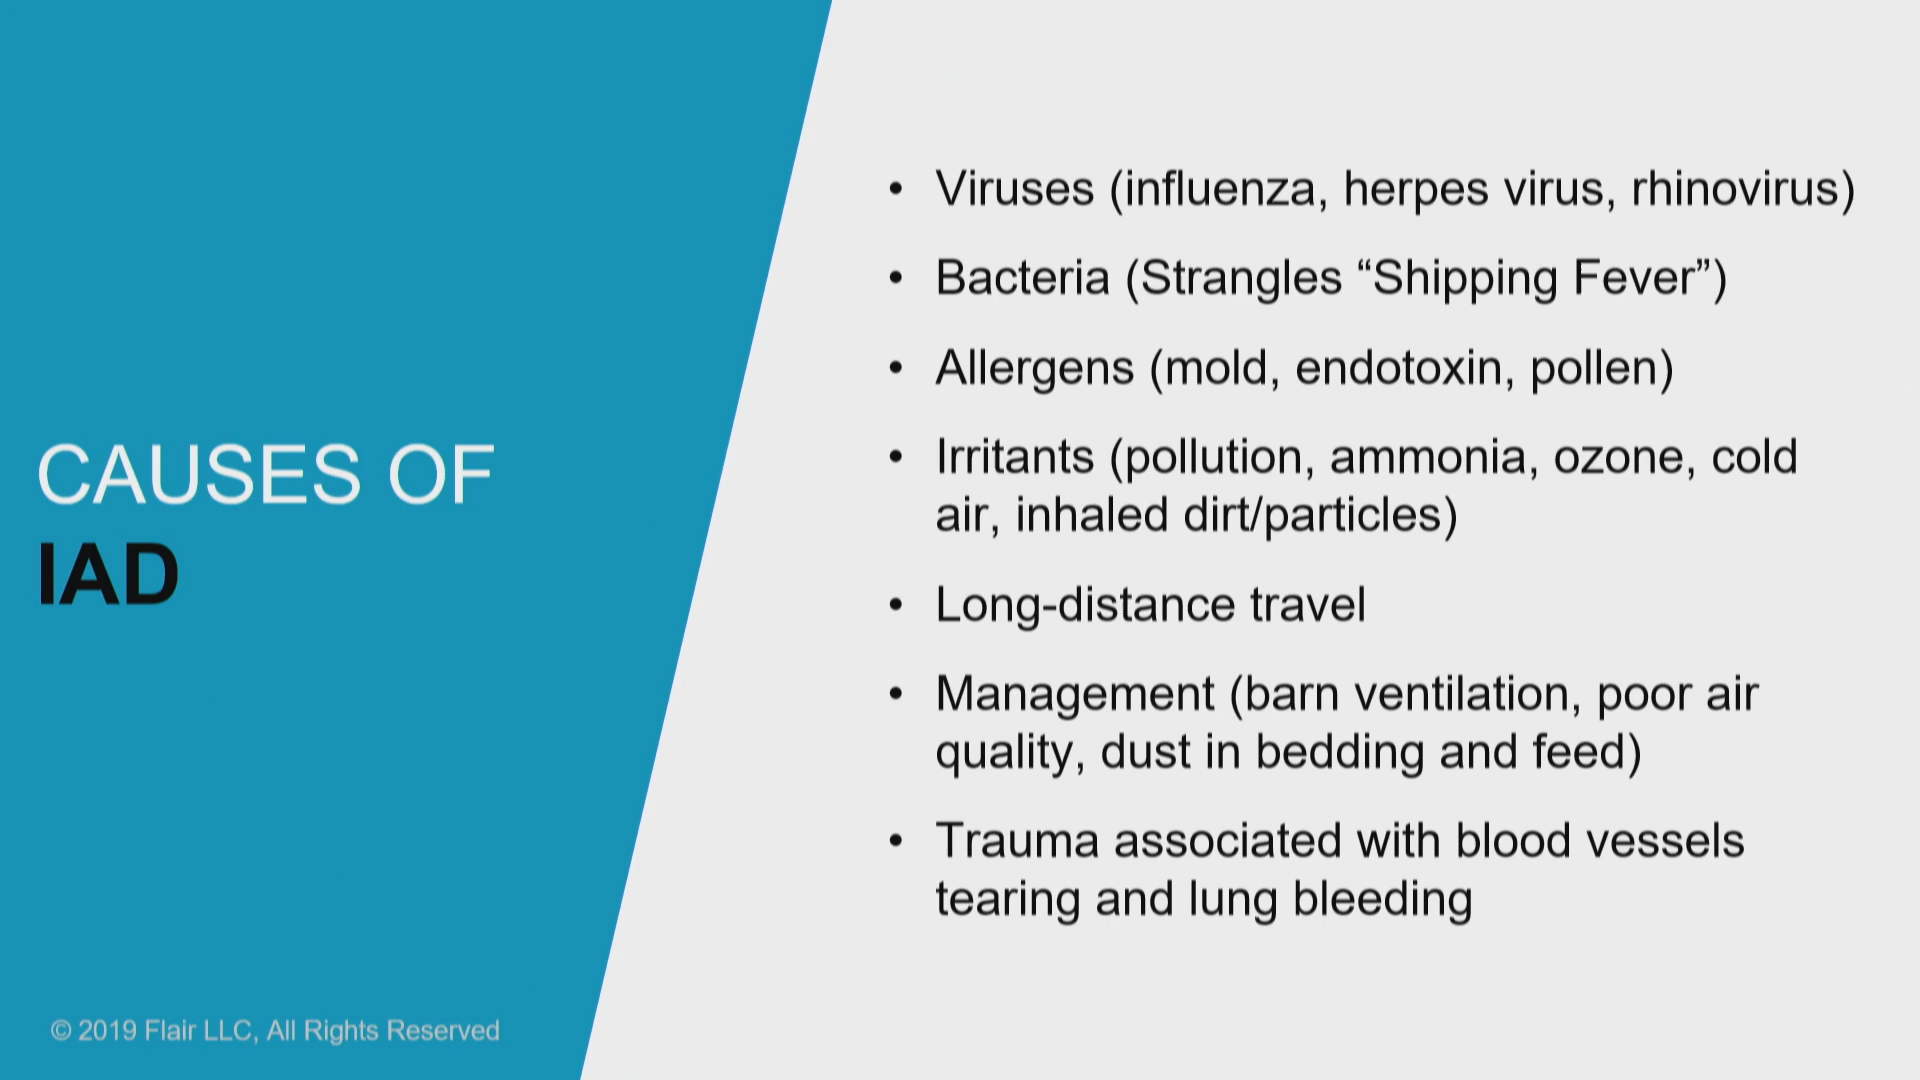 CAUSES OF
IAD
• Viruses (influenza, herpes virus, rhinovirus)
• Bacteria (Strangles “Shipping Fever”)
• Allergens (mold, endotoxin, pollen)
• Irritants (pollution, ammonia, ozone, cold
air, inhaled dirt/particles)
• Long-distance travel
• Management (barn ventilation, poor air
quality, dust in bedding and feed)
• Trauma associated with blood vessels
tearing and lung bleeding
© 2019 Flair LLC, All Rights Reserved